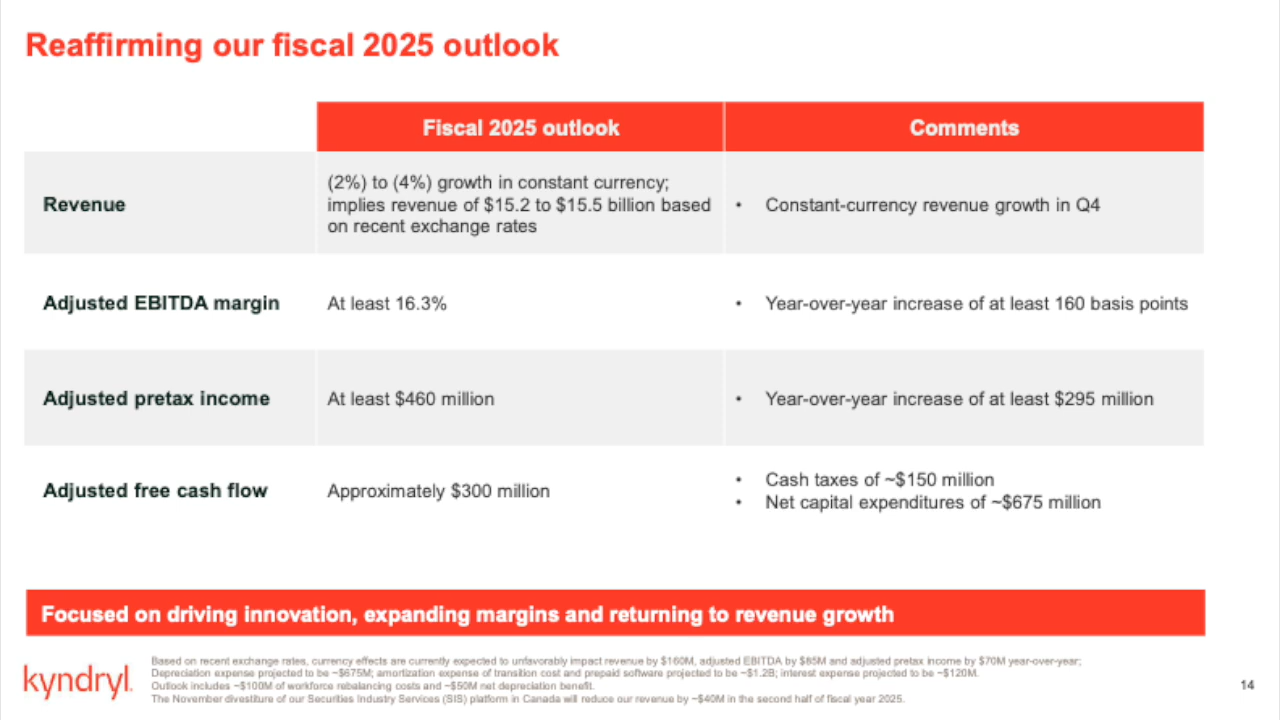 Reaffirming our fiscal 2025 outlook
Fiscal 2025 outlook
Comments
Revenue
(2%) to (4%) growth in constant currency;
implies revenue of $15.2 to $15.5 billion based
on recent exchange rates
• Constant-currency revenue growth in Q4
Adjusted EBITDA margin
At least 16.3%
• Year-over-year increase of at least 160 basis points
Adjusted pretax income
At least $460 million
• Year-over-year increase of at least $295 million
Adjusted free cash flow
Approximately $300 million
• Cash taxes of ~$150 million
• Net capital expenditures of ~$675 million
Focused on driving innovation, expanding margins and returning to revenue growth
kyndryl.
Based on recent exchange rates, currency effects are currently expected to unfavorably impact revenue by $160M, adjusted EBITDA by $85M and adjusted pretax income by $70M year-over-year;
Depreciation expense projected to be ~$675M; amortization expense of transition cost and prepaid software projected to be ~$1.2B; interest expense projected to be ~$120M.
Outlook includes ~$100M of workforce rebalancing costs and ~$50M net depreciation benefit.
The November divestiture of our Securities Industry Services (SIS) platform in Canada will reduce our revenue by ~$40M in the second half of fiscal year 2025.
14